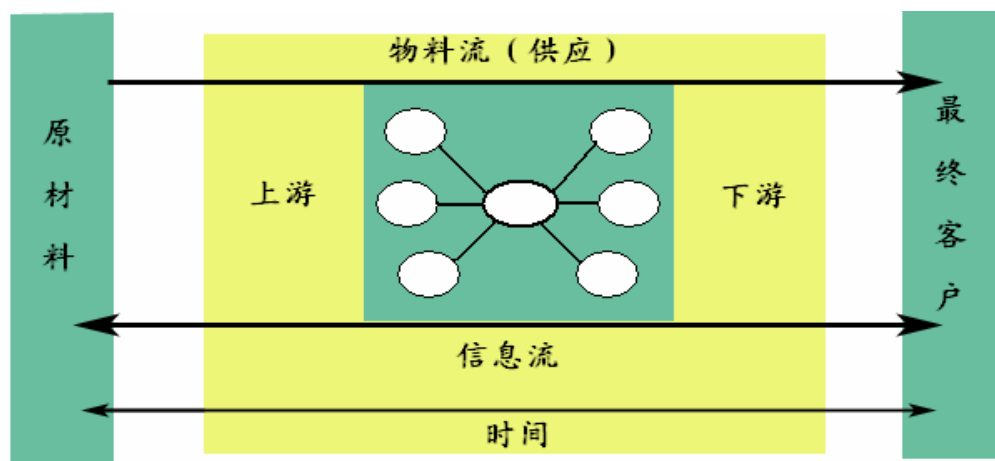 物料流（供应）
原材料
上游
下游
最终客户
信息流
时间